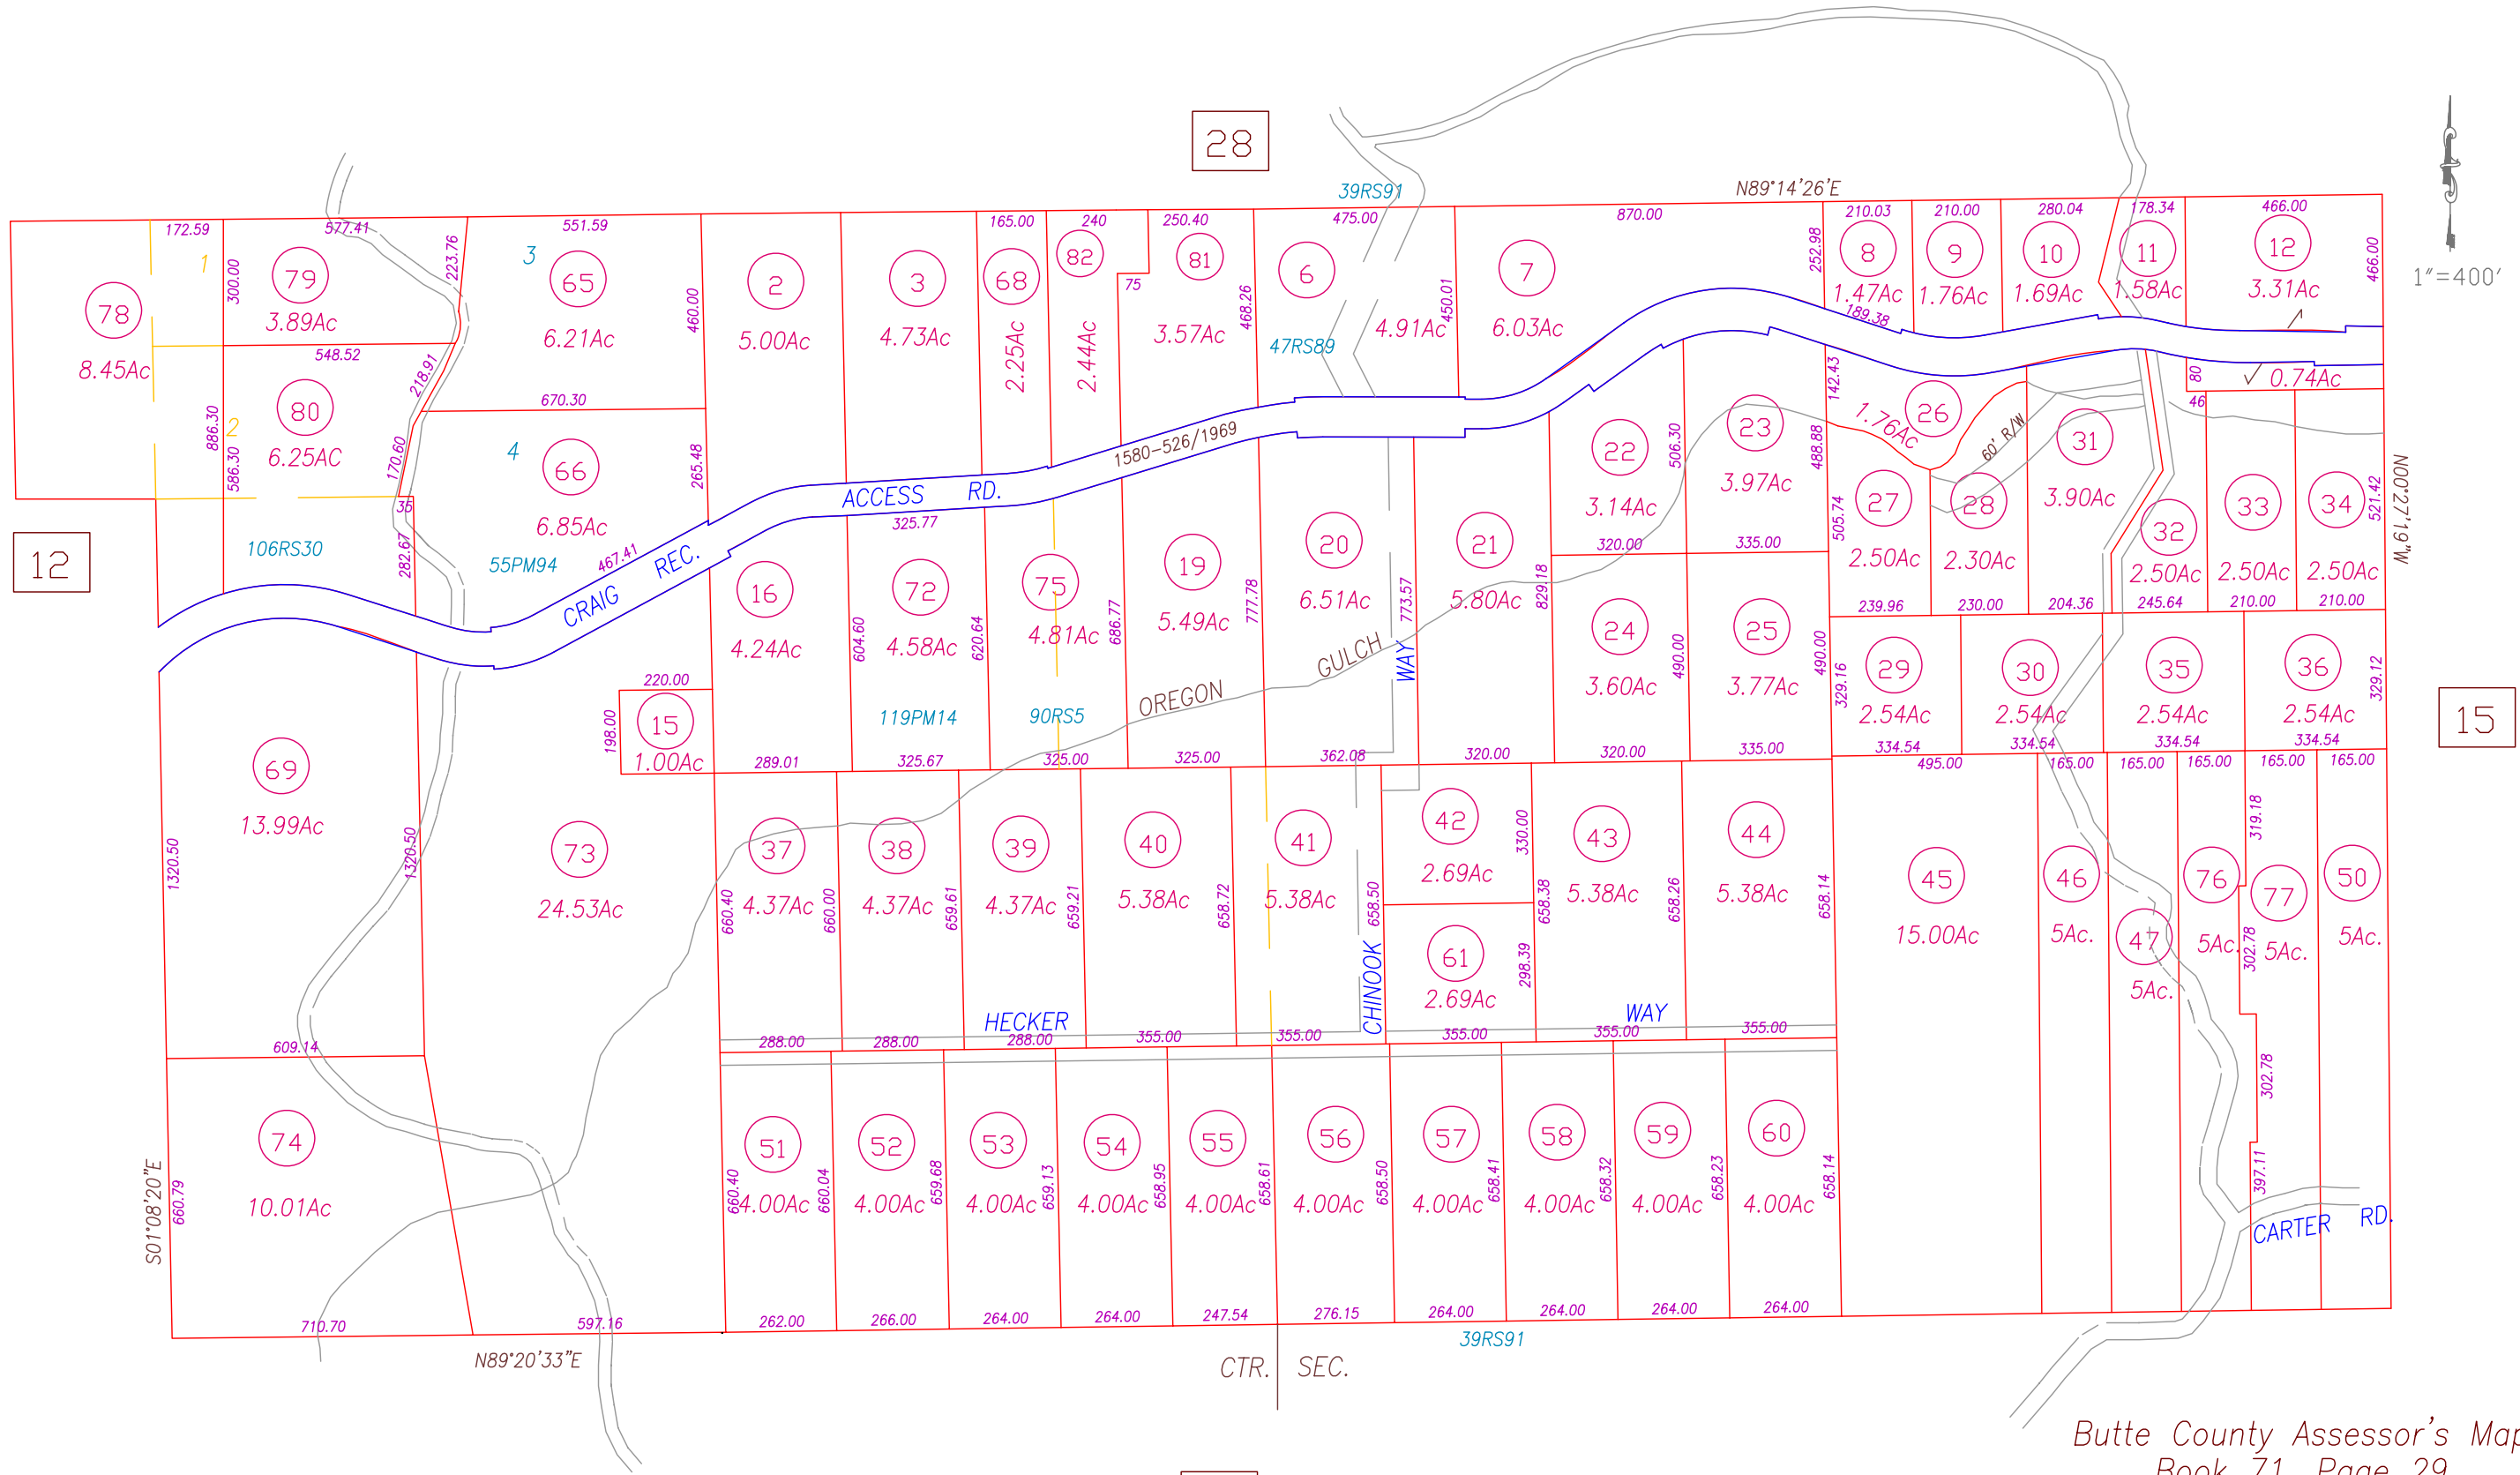 28
39RS91
N89°14'26"E
1"=400'
172.59
577.41
551.59
165.00
240
250.40
475.00
870.00
210.03
210.00
280.04
178.34
466.00
1
300.00
79
3.89Ac
223.76
3
65
6.21Ac
460.00
2
5.00Ac
3
4.73Ac
68
2.25Ac
82
2.44Ac
75
81
3.57Ac
468.26
6
4.91Ac
450.01
47RS89
7
6.03Ac
252.98
8
1.47Ac
189.38
9
1.76Ac
10
1.69Ac
11
1.58Ac
12
3.31Ac
466.00
78
8.45Ac
548.52
218.91
670.30
2
886.30
586.30
80
6.25AC
170.60
35
282.67
106RS30
4
66
6.85Ac
265.48
55PM94
467.41
CRAIG REC. ACCESS RD.
1580-526/1969
12
325.77
142.43
1.76Ac
26
60' R/W
80
√ 0.74Ac
46
22
3.14Ac
506.30
23
3.97Ac
488.88
505.74
27
2.50Ac
28
2.30Ac
31
3.90Ac
32
2.50Ac
33
2.50Ac
34
2.50Ac
521.42
N00°27'19"W
320.00
335.00
239.96
230.00
204.36
245.64
210.00
210.00
16
4.24Ac
604.60
72
4.58Ac
620.64
75
4.81Ac
686.77
19
5.49Ac
777.78
20
6.51Ac
773.57
21
5.80Ac
829.18
24
3.60Ac
490.00
25
3.77Ac
490.00
329.16
29
2.54Ac
30
2.54Ac
35
2.54Ac
36
2.54Ac
329.12
15
220.00
198.00
15
1.00Ac
119PM14
90RS5
OREGON GULCH
WAY
289.01
325.67
325.00
325.00
362.08
320.00
320.00
335.00
334.54
334.54
334.54
334.54
495.00
165.00
165.00
165.00
165.00
165.00
69
13.99Ac
1320.50
1320.50
73
24.53Ac
660.40
37
4.37Ac
660.00
38
4.37Ac
659.61
39
4.37Ac
659.21
40
5.38Ac
658.72
41
5.38Ac
658.50
CHINOOK
42
2.69Ac
330.00
61
2.69Ac
298.39
658.38
43
5.38Ac
658.26
44
5.38Ac
658.14
45
15.00Ac
46
5Ac.
47
5Ac.
76
5Ac.
319.18
302.78
77
5Ac.
302.78
397.11
50
5Ac.
HECKER
WAY
609.14
288.00
288.00
288.00
355.00
355.00
355.00
355.00
355.00
74
10.01Ac
S01°08'20"E
660.79
660.40
51
4.00Ac
660.04
52
4.00Ac
659.68
53
4.00Ac
659.13
54
4.00Ac
658.95
55
4.00Ac
658.61
56
4.00Ac
658.50
57
4.00Ac
658.41
58
4.00Ac
658.32
59
4.00Ac
658.23
60
4.00Ac
658.14
CARTER RD.
710.70
597.16
262.00
266.00
264.00
264.00
247.54
276.15
264.00
264.00
264.00
264.00
N89°20'33"E
39RS91
CTR. SEC.
Butte County Assessor's Map
Book 71, Page 29